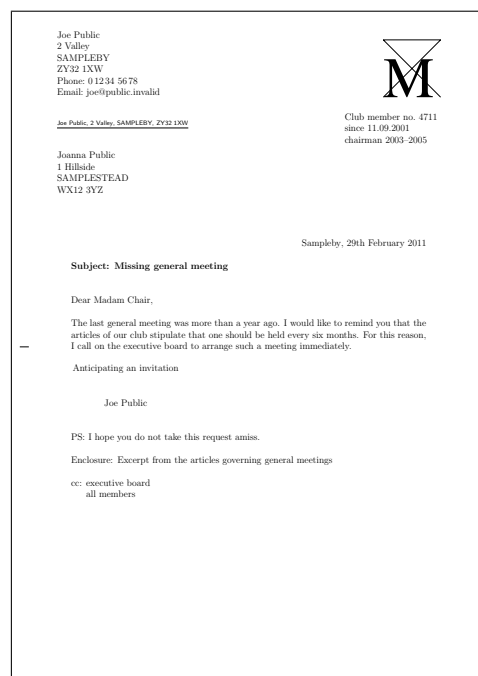 Joe Public
2 Valley
SAMPLEBY
ZY32 1XW
Phone: 0 12 34 56 78
Email: joe@public.invalid
M
Club member no. 4711
since 11.09.2001
chairman 2003–2005
Joe Public, 2 Valley, SAMPLEBY, ZY32 1XW
Joanna Public
1 Hillside
SAMPLESTEAD
WX12 3YZ
Sampleby, 29th February 2011
Subject: Missing general meeting
Dear Madam Chair,
The last general meeting was more than a year ago. I would like to remind you that the
articles of our club stipulate that one should be held every six months. For this reason,
I call on the executive board to arrange such a meeting immediately.
Anticipating an invitation
Joe Public
PS: I hope you do not take this request amiss.
Enclosure: Excerpt from the articles governing general meetings
cc: executive board
all members